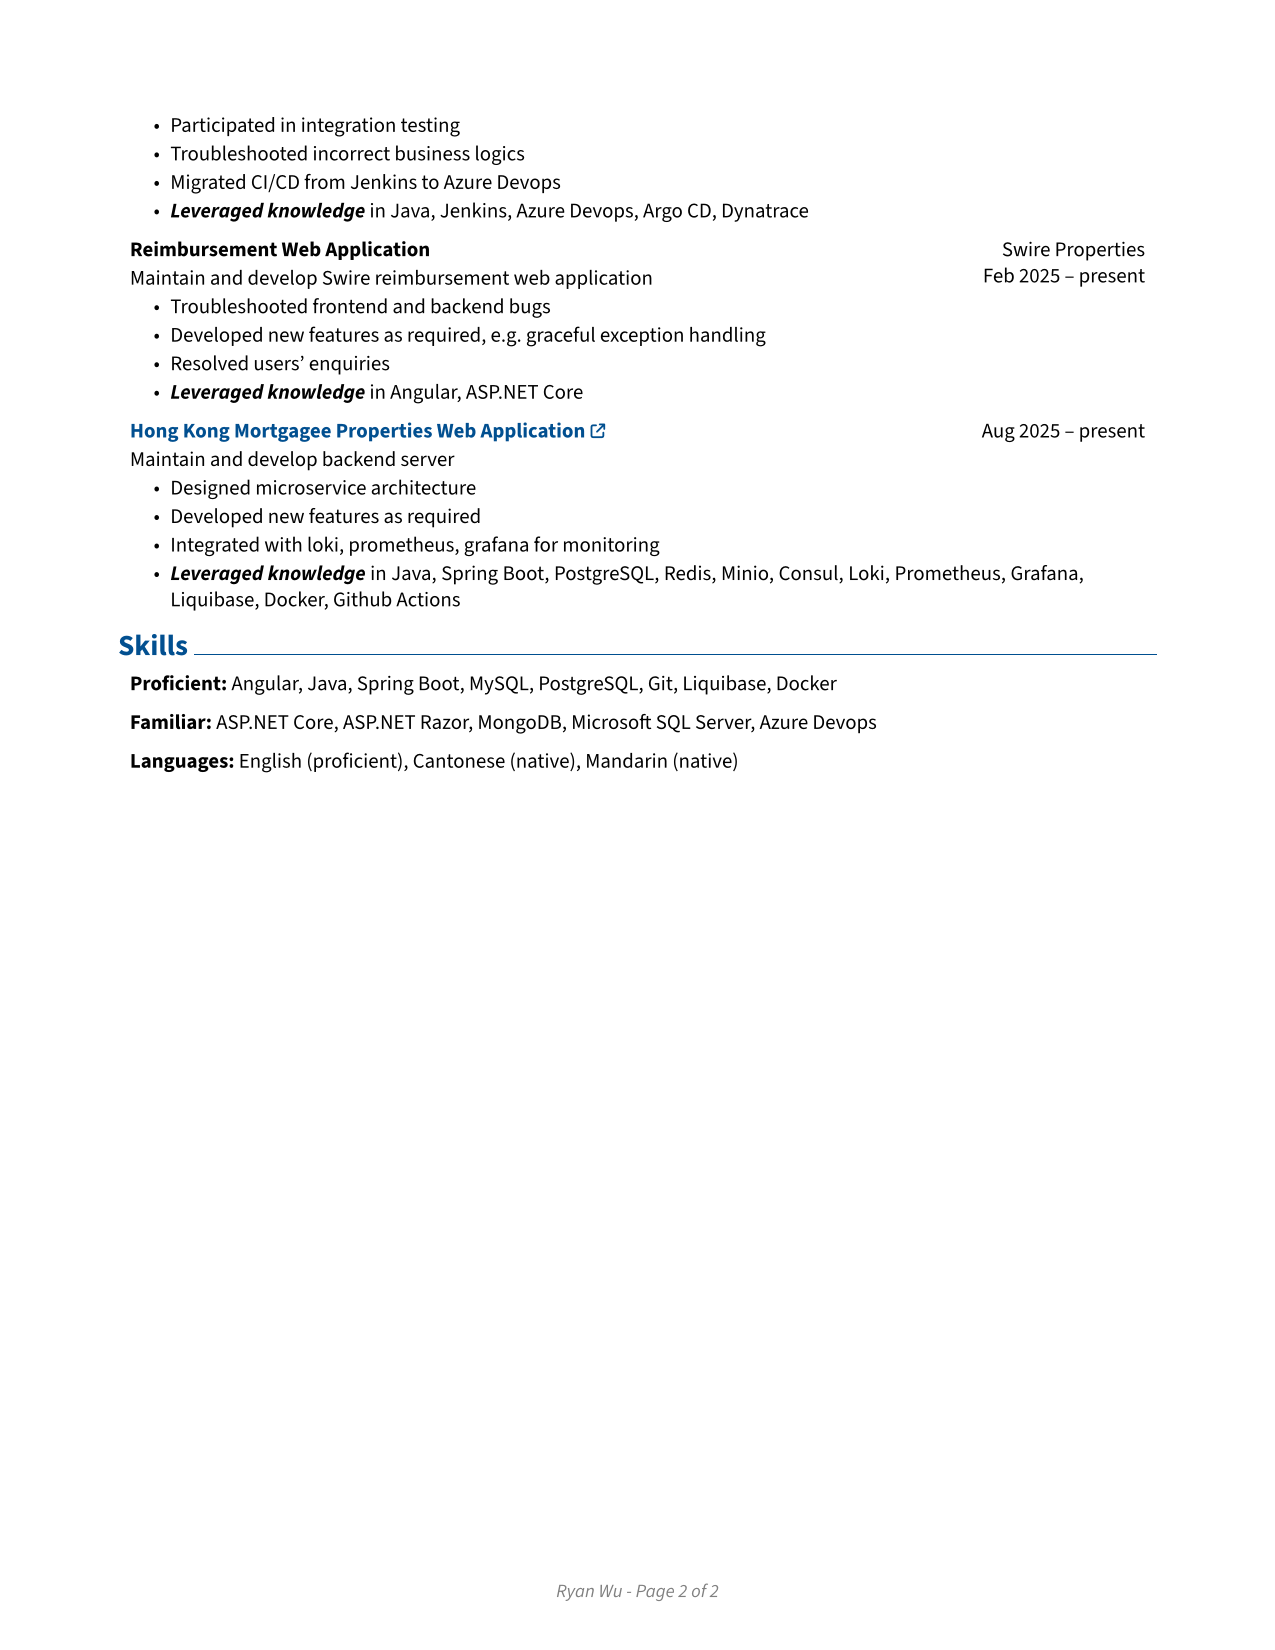 • Participated in integration testing
• Troubleshooted incorrect business logics
• Migrated CI/CD from Jenkins to Azure Devops
• Leveraged knowledge in Java, Jenkins, Azure Devops, Argo CD, Dynatrace
Reimbursement Web Application
Swire Properties
Maintain and develop Swire reimbursement web application
Feb 2025 – present
• Troubleshooted frontend and backend bugs
• Developed new features as required, e.g. graceful exception handling
• Resolved users’ enquiries
• Leveraged knowledge in Angular, ASP.NET Core
Hong Kong Mortgagee Properties Web Application
Aug 2025 – present
Maintain and develop backend server
• Designed microservice architecture
• Developed new features as required
• Integrated with loki, prometheus, grafana for monitoring
• Leveraged knowledge in Java, Spring Boot, PostgreSQL, Redis, Minio, Consul, Loki, Prometheus, Grafana,
Liquibase, Docker, Github Actions
Skills
Proficient: Angular, Java, Spring Boot, MySQL, PostgreSQL, Git, Liquibase, Docker
Familiar: ASP.NET Core, ASP.NET Razor, MongoDB, Microsoft SQL Server, Azure Devops
Languages: English (proficient), Cantonese (native), Mandarin (native)
Ryan Wu - Page 2 of 2